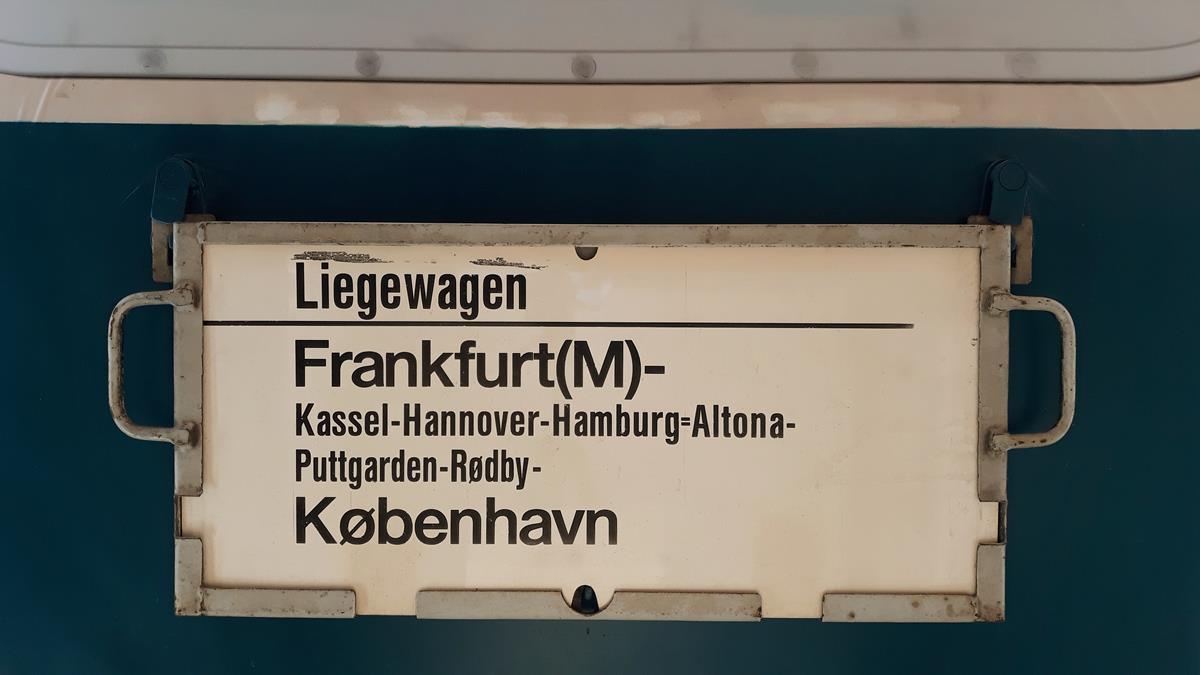 Liegewagen
Frankfurt(M)-
Kassel-Hannover-Hamburg=Altona-
Puttgarden-Rødby-
København